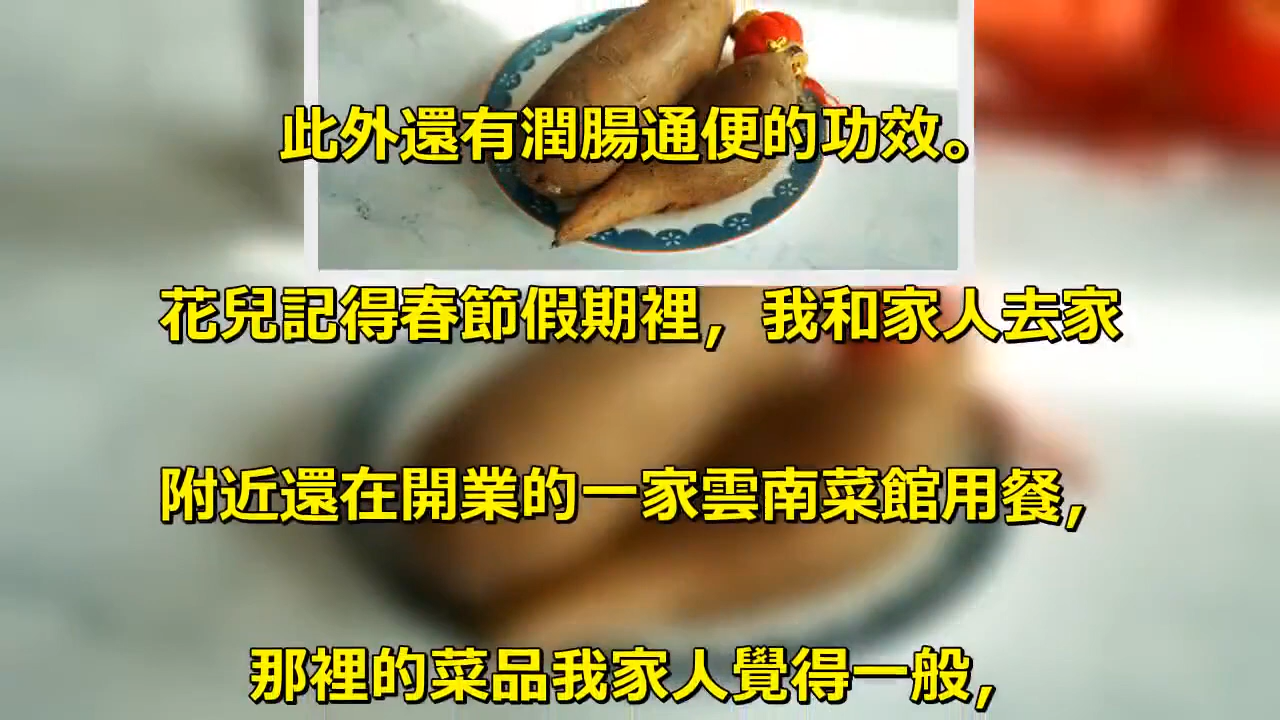 此外還有潤腸通便的功效。
花兒記得春節假期裡，我和家人去家
附近還在開業的一家雲南菜館用餐，
那裡的菜品我家人覺得一般，